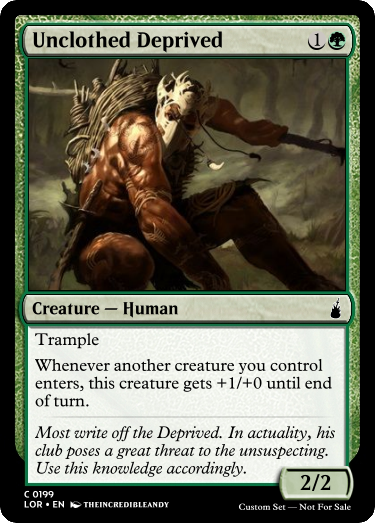 Unclothed Deprived 1
Creature — Human
Trample
Whenever another creature you control
enters, this creature gets +1/+0 until end
of turn.
Most write off the Deprived. In actuality, his
club poses a great threat to the unsuspecting.
Use this knowledge accordingly.
2/2
C 0199
LOR • EN THEINCREDIBLEANDY
Custom Set — Not For Sale